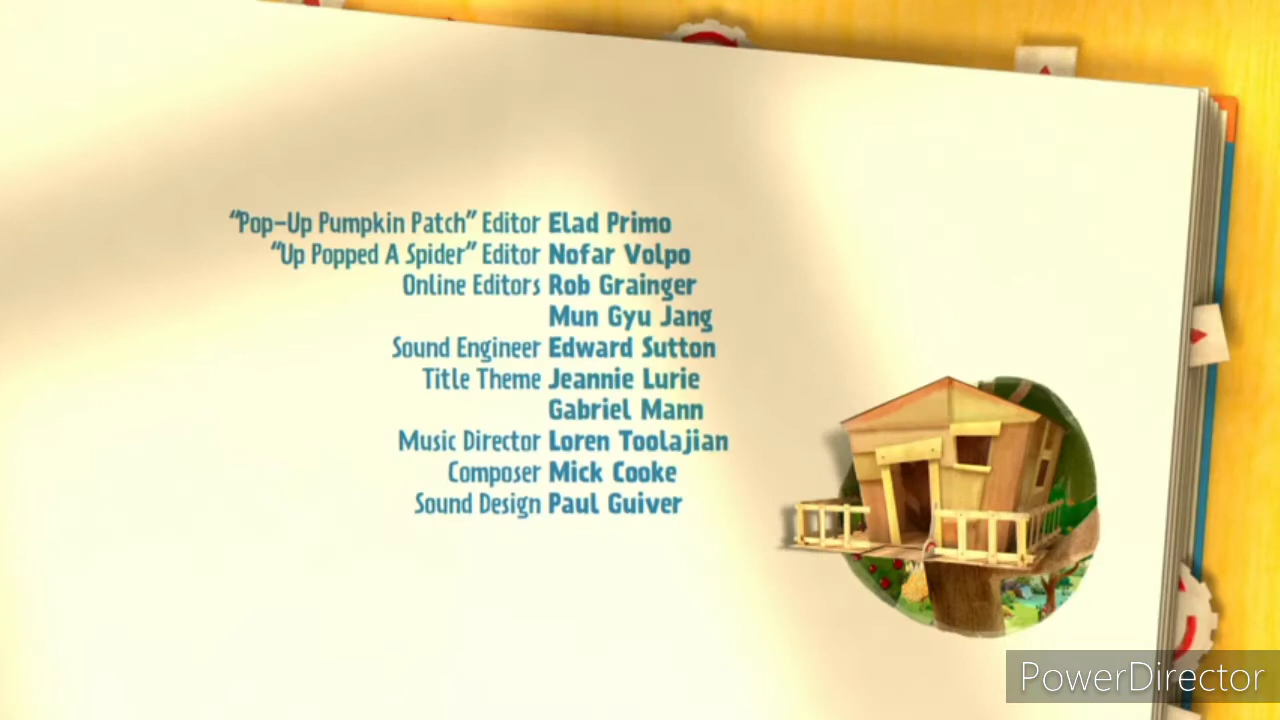 “Pop-Up Pumpkin Patch” Editor Elad Primo
“Up Popped A Spider” Editor Nofar Volpo
Online Editors Rob Grainger
Mun Gyu Jang
Sound Engineer Edward Sutton
Title Theme Jeannie Lurie
Gabriel Mann
Music Director Loren Toolajian
Composer Mick Cooke
Sound Design Paul Guiver
PowerDirector